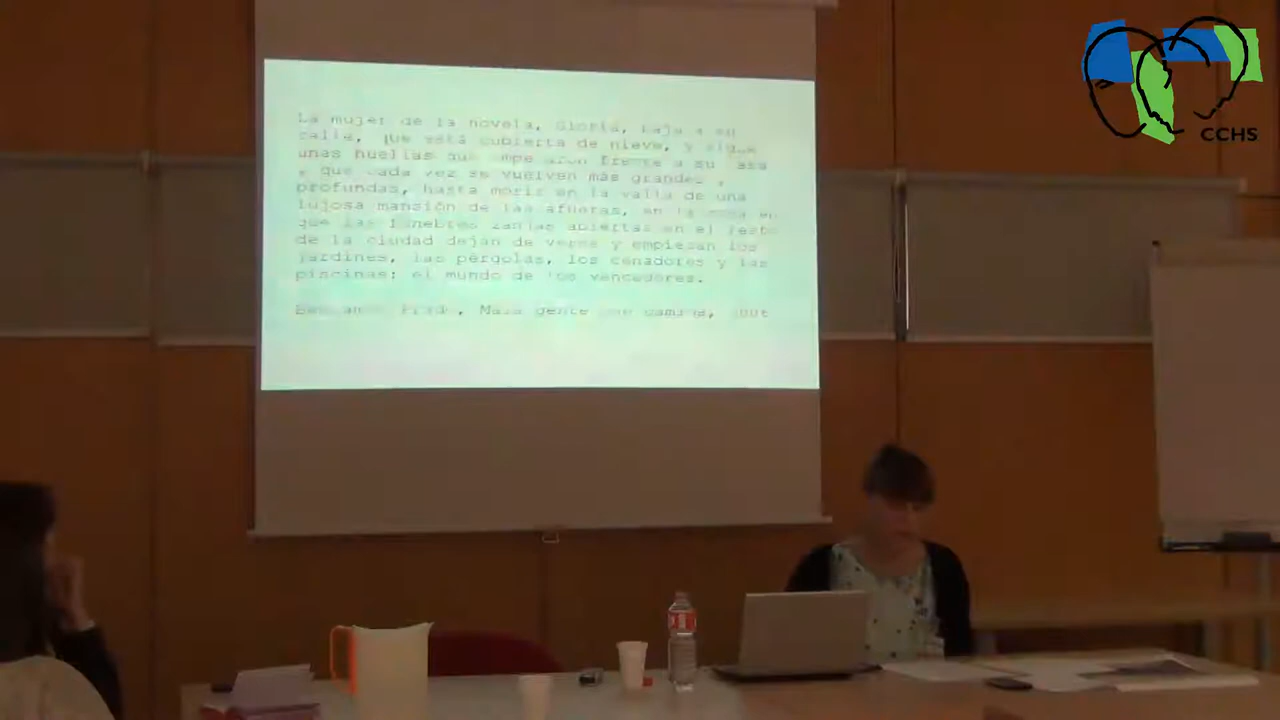 La mujer de la novela, Gloria, baja a su
calle, que está cubierta de nieve, y sigue
unas huellas que empezaron frente a su casa
y que cada vez se vuelven más grandes y
profundas, hasta morir en la valla de una
lujosa mansión de las afueras, en la zona en
que las fúnebres zanjas abiertas en el resto
de la ciudad dejan de verse y empiezan los
jardines, las pérgolas, los cenadores y las
piscinas: el mundo de los vencedores.
Benjamín Prado, Mala gente que camina,
CCHS